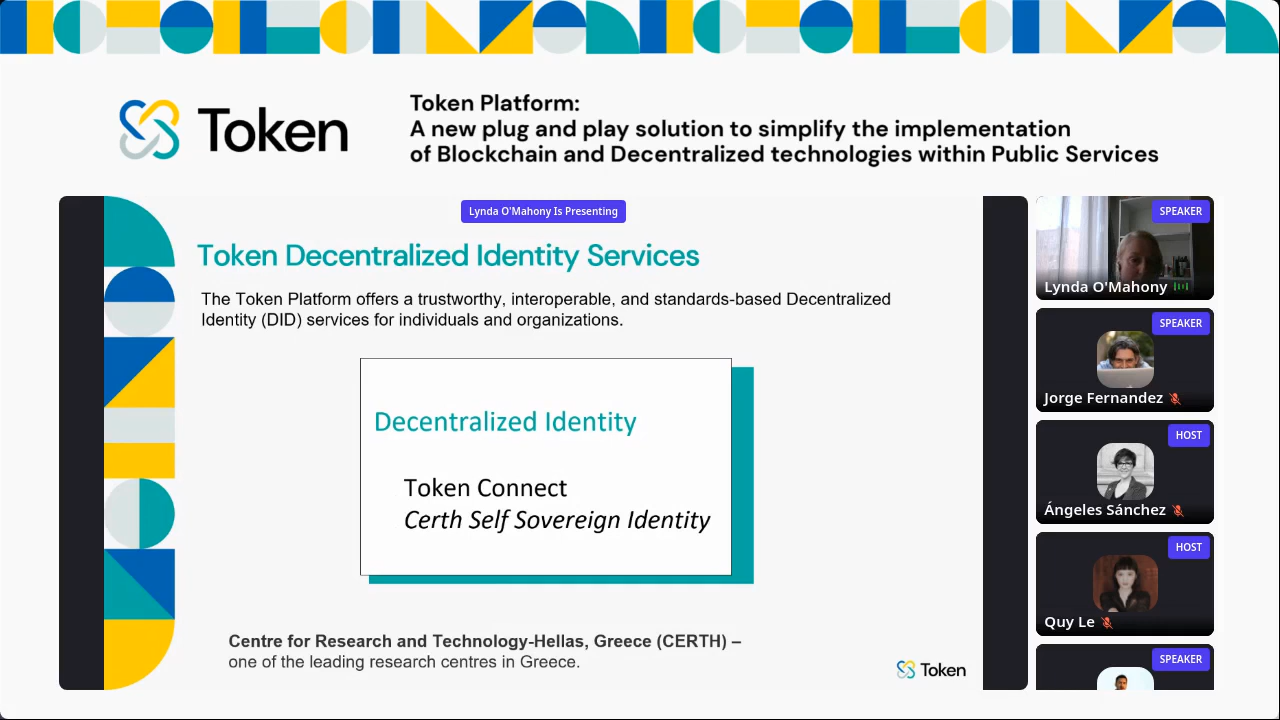 Token
Token Platform:
A new plug and play solution to simplify the implementation
of Blockchain and Decentralized technologies within Public Services
Lynda O'Mahony Is Presenting
Token Decentralized Identity Services
The Token Platform offers a trustworthy, interoperable, and standards-based Decentralized
Identity (DID) services for individuals and organizations.
Decentralized Identity
Token Connect
Certh Self Sovereign Identity
Centre for Research and Technology-Hellas, Greece (CERTH) –
one of the leading research centres in Greece.
Token
SPEAKER
Lynda O'Mahony
SPEAKER
Jorge Fernandez
HOST
Ángeles Sánchez
HOST
Quy Le
SPEAKER